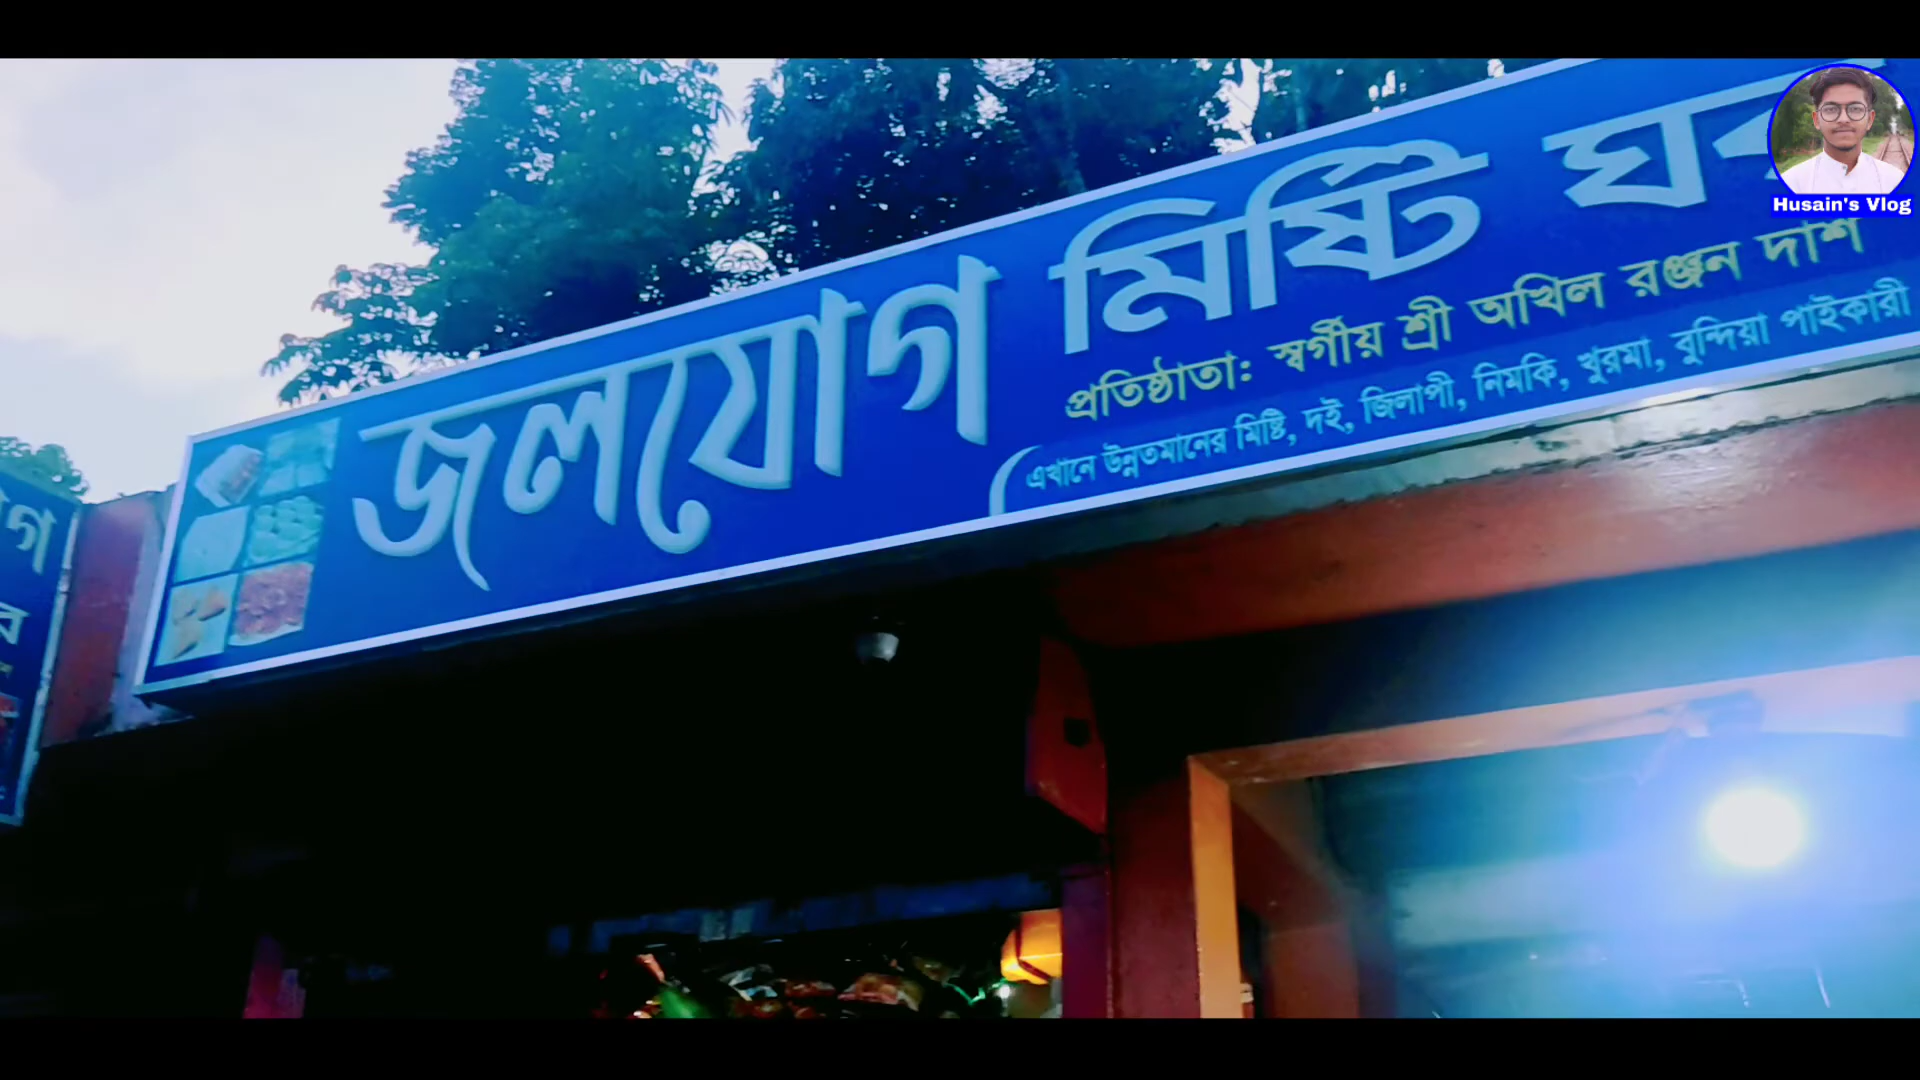 জলযোগ মিষ্টি ঘর
প্রতিষ্ঠাতা: স্বর্গীয় শ্রী অখিল রঞ্জন দাশ
এখানে উন্নতমানের মিষ্টি, দই, জিলাপী, নিমকি, খুরমা, বুন্দিয়া পাইকারী
Husain's Vlog